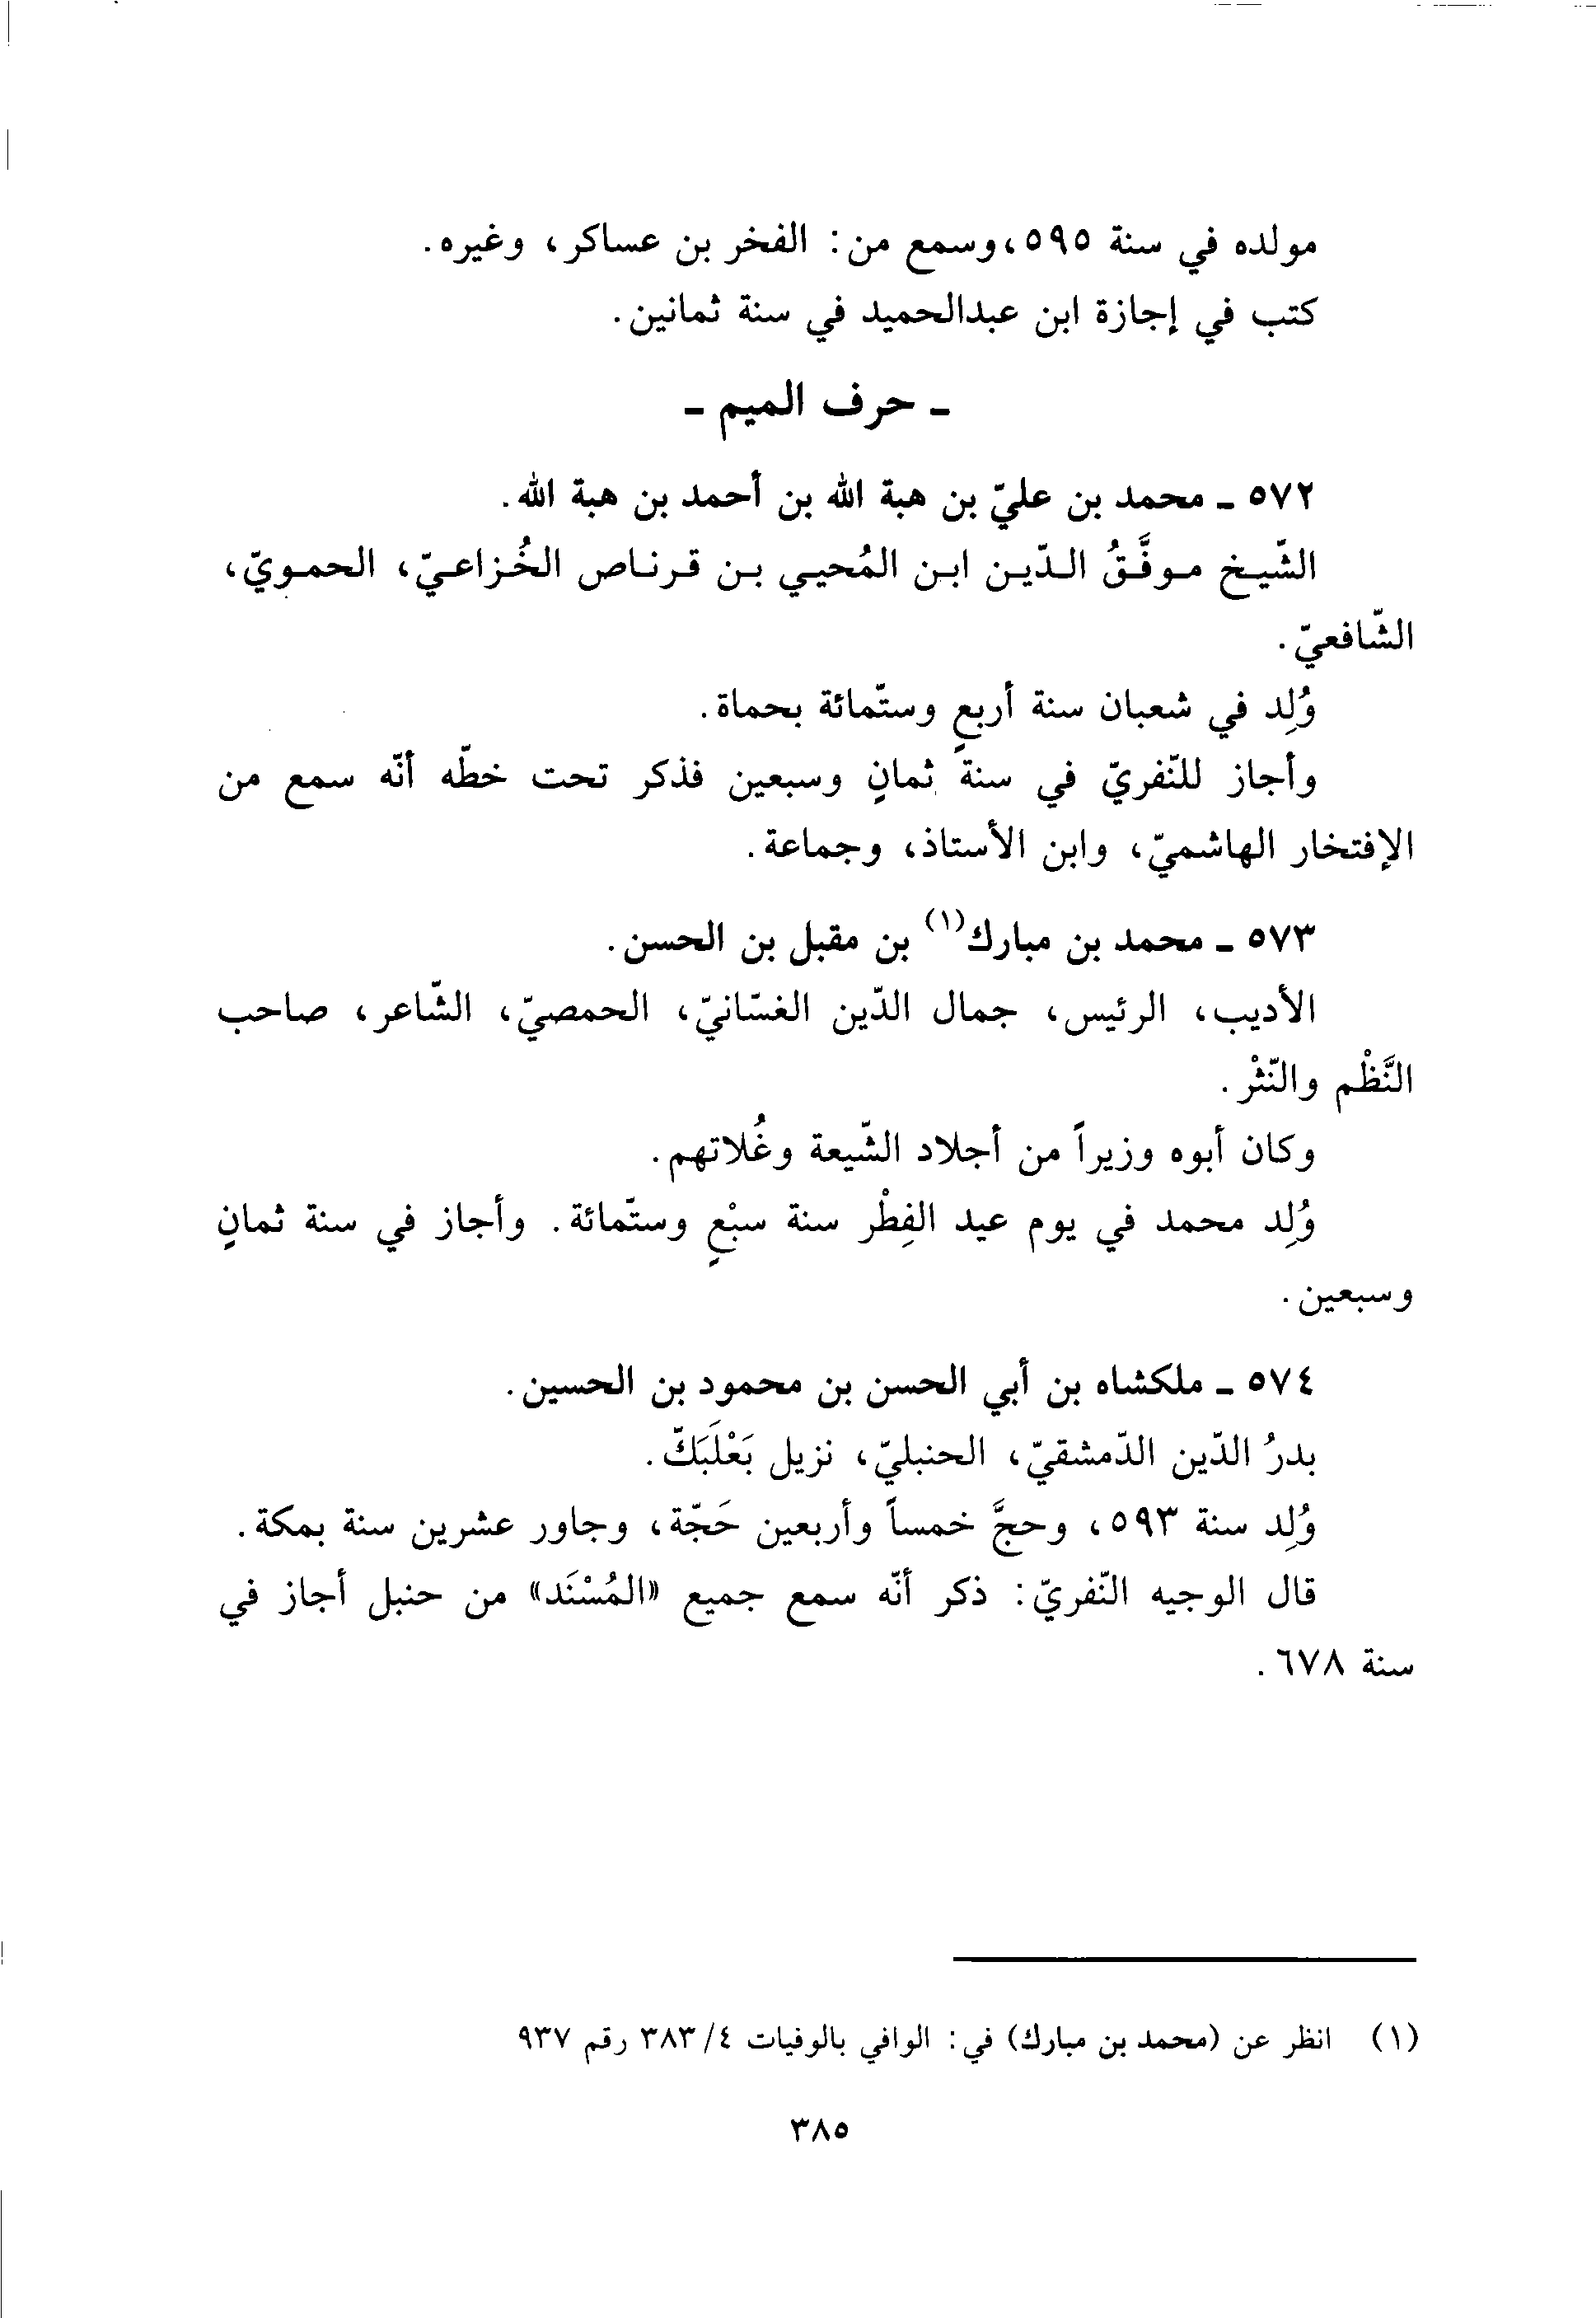 مولده في سنة ٥٩٥، وسمع من: الفخر بن عساكر، وغيره.
كتب في إجازة ابن عبدالحميد في سنة ثمانين.
- حرف الميم -
٥٧٢ - محمد بن عليّ بن هبة الله بن أحمد بن هبة الله.
الشّيخ موفَّقُ الدّين ابن المُحيي بن قرناص الخُزاعيّ، الحمويّ،
الشّافعيّ.
وُلِد في شعبان سنة أربعٍ وستّمائة بحماة.
وأجاز للنّفريّ في سنة ثمانٍ وسبعين فذكر تحت خطّه أنّه سمع من
الإفتخار الهاشميّ، وابن الأستاذ، وجماعة.
٥٧٣ - محمد بن مبارك(١) بن مقبل بن الحسن.
الأديب، الرئيس، جمال الدّين الغسّانيّ، الحمصيّ، الشّاعر، صاحب
النَّظْم والنّثْر.
وكان أبوه وزيراً من أجلاد الشّيعة وغُلاتهم.
وُلِد محمد في يوم عيد الفِطْر سنة سبْعٍ وستّمائة. وأجاز في سنة ثمانٍ
وسبعين.
٥٧٤ - ملكشاه بن أبي الحسن بن محمود بن الحسين.
بدرُ الدّين الدّمشقيّ، الحنبليّ، نزيل بَعْلَبَكّ.
وُلِد سنة ٥٩٣، وحجَّ خمساً وأربعين حَجّة، وجاور عشرين سنة بمكة.
قال الوجيه النّفريّ: ذكر أنّه سمع جميع «المُسْنَد» من حنبل أجاز في
سنة ٦٧٨.
(١) انظر عن (محمد بن مبارك) في: الوافي بالوفيات ٤/ ٣٨٣ رقم ٩٣٧
٣٨٥